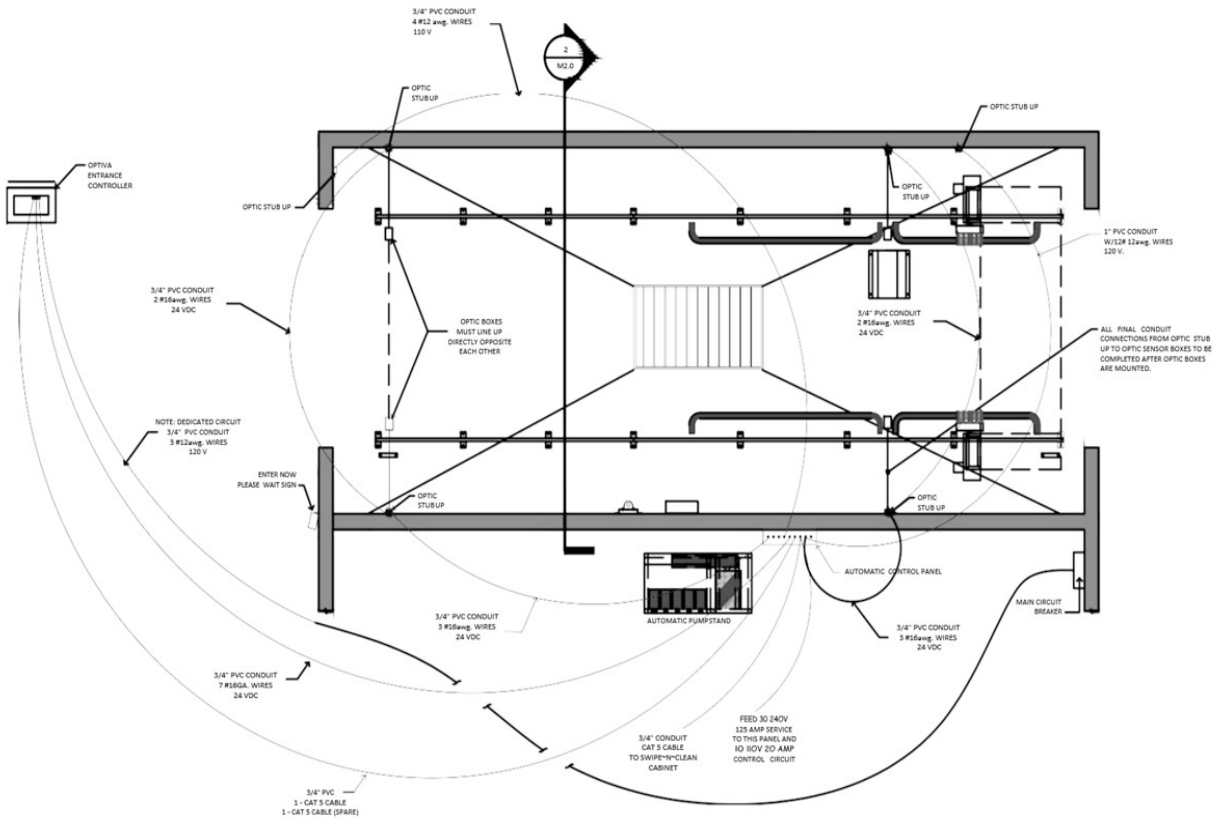 3/4" PVC CONDUIT
4 #12 awg. WIRES
110 V
2
M2.0
OPTIC
STUBUP
OPTIC STUB UP
OPTIVA
ENTRANCE
CONTROLLER
OPTIC STUB UP
OPTIC
STUB UP
1" PVC CONDUIT
W/12# 12awg. WIRES
120 V.
3/4" PVC CONDUIT
2 #16awg. WIRES
24 VDC
OPTIC BOXES
MUST LINE UP
DIRECTLY OPPOSITE
EACH OTHER
3/4" PVC CONDUIT
2 #16awg. WIRES
24 VDC
ALL FINAL CONDUIT
CONNECTIONS FROM OPTIC STUB
UP TO OPTIC SENSOR BOXES TO BE
COMPLETED AFTER OPTIC BOXES
ARE MOUNTED.
NOTE: DEDICATED CIRCUIT
3/4" PVC CONDUIT
3 #12awg. WIRES
120 V
ENTER NOW
PLEASE WAIT SIGN
OPTIC
STUBUP
OPTIC
STUB UP
AUTOMATIC CONTROL PANEL
MAIN CIRCUIT
BREAKER
3/4" PVC CONDUIT
3 #16awg. WIRES
24 VDC
AUTOMATIC PUMPSTAND
3/4" PVC CONDUIT
3 #16awg. WIRES
24 VDC
3/4" PVC CONDUIT
7 #16GA. WIRES
24 VDC
3/4" CONDUIT
CAT 5 CABLE
TO SWIPE~N~CLEAN
CABINET
FEED 30 240V
125 AMP SERVICE
TO THIS PANEL AND
10 110V 20 AMP
CONTROL CIRCUIT
3/4" PVC
1 - CAT 5 CABLE
1 - CAT 5 CABLE (SPARE)